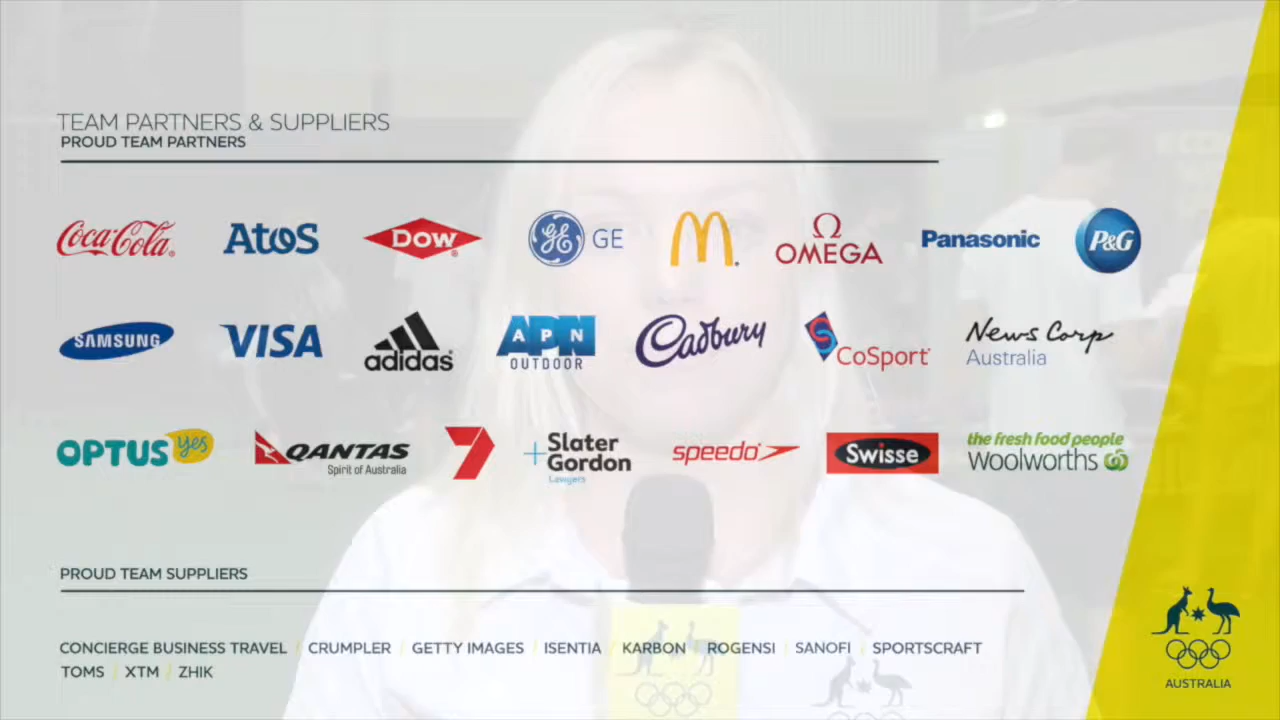 TEAM PARTNERS & SUPPLIERS
PROUD TEAM PARTNERS
Coca-Cola AtoS DOW GE GE M OMEGA Panasonic P&G
SAMSUNG VISA adidas APN OUTDOOR Cadbury CoSport News Corp Australia
OPTUS yes QANTAS Spirit of Australia 7 Slater Gordon Lawyers speedo Swisse the fresh food people Woolworths
PROUD TEAM SUPPLIERS
CONCIERGE BUSINESS TRAVEL / CRUMPLER / GETTY IMAGES / ISENTIA / KARBON / ROGENSI / SANOFI / SPORTSCRAFT
TOMS / XTM / ZHIK
AUSTRALIA